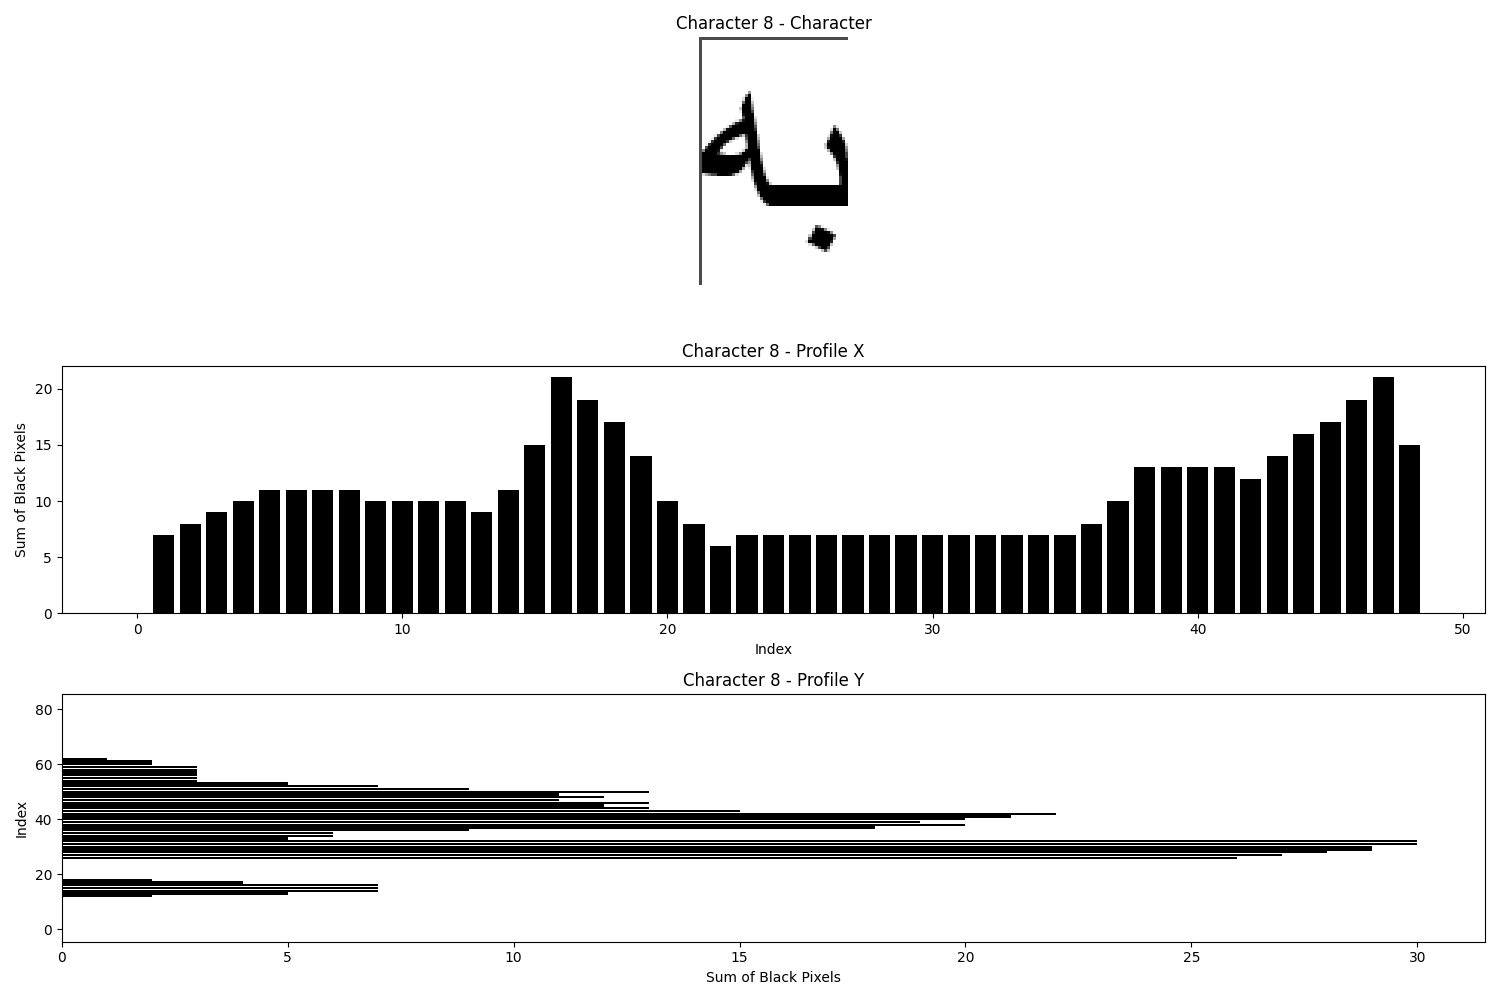 Character 8 - Character
به
Character 8 - Profile X
Sum of Black Pixels
20
15
10
5
0
0 10 20 30 40 50
Index
Character 8 - Profile Y
Index
80
60
40
20
0
0 5 10 15 20 25 30
Sum of Black Pixels